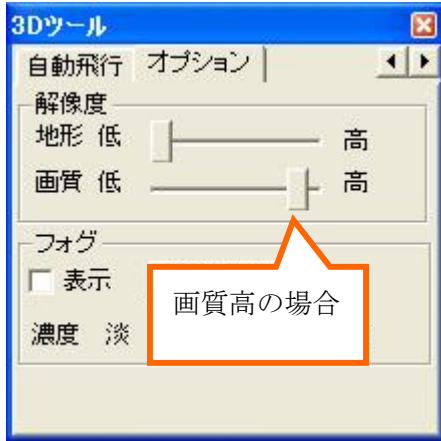 3Dツール
自動飛行 オプション
解像度
地形 低 高
画質 低 高
フォグ
表示
画質高の場合
濃度 淡